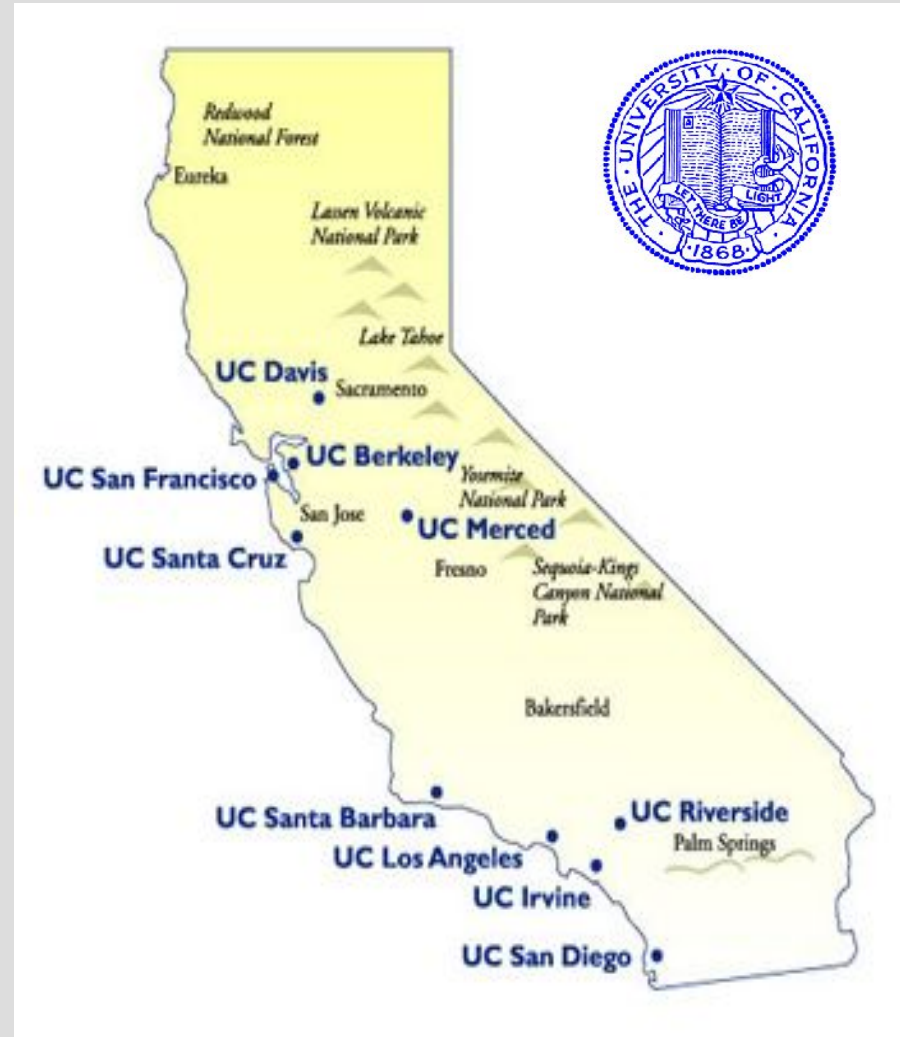 THE · UNIVERSITY · OF · CALIFORNIA ·
LET THERE BE
LIGHT
· 1868 ·
Redwood
National Forest
Eureka
Lassen Volcanic
National Park
Lake Tahoe
UC Davis
Sacramento
UC Berkeley
UC San Francisco
Yosemite
National Park
San Jose
UC Merced
UC Santa Cruz
Fresno
Sequoia-Kings
Canyon National
Park
Bakersfield
UC Santa Barbara
UC Riverside
Palm Springs
UC Los Angeles
UC Irvine
UC San Diego